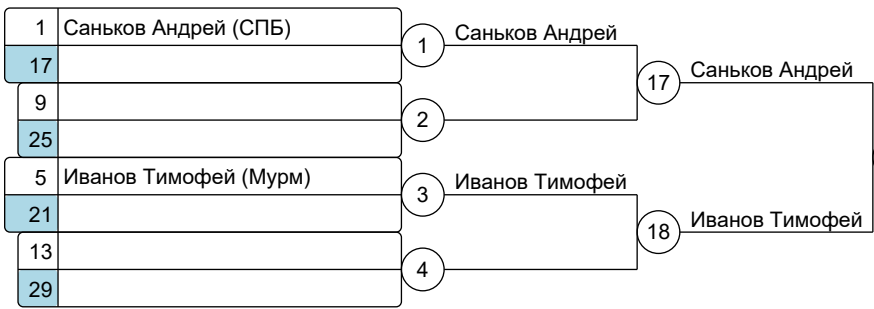 1 Саньков Андрей (СПБ)
17
1 Саньков Андрей
9
25
2
17 Саньков Андрей
5 Иванов Тимофей (Мурм)
21
3 Иванов Тимофей
13
29
4
18 Иванов Тимофей